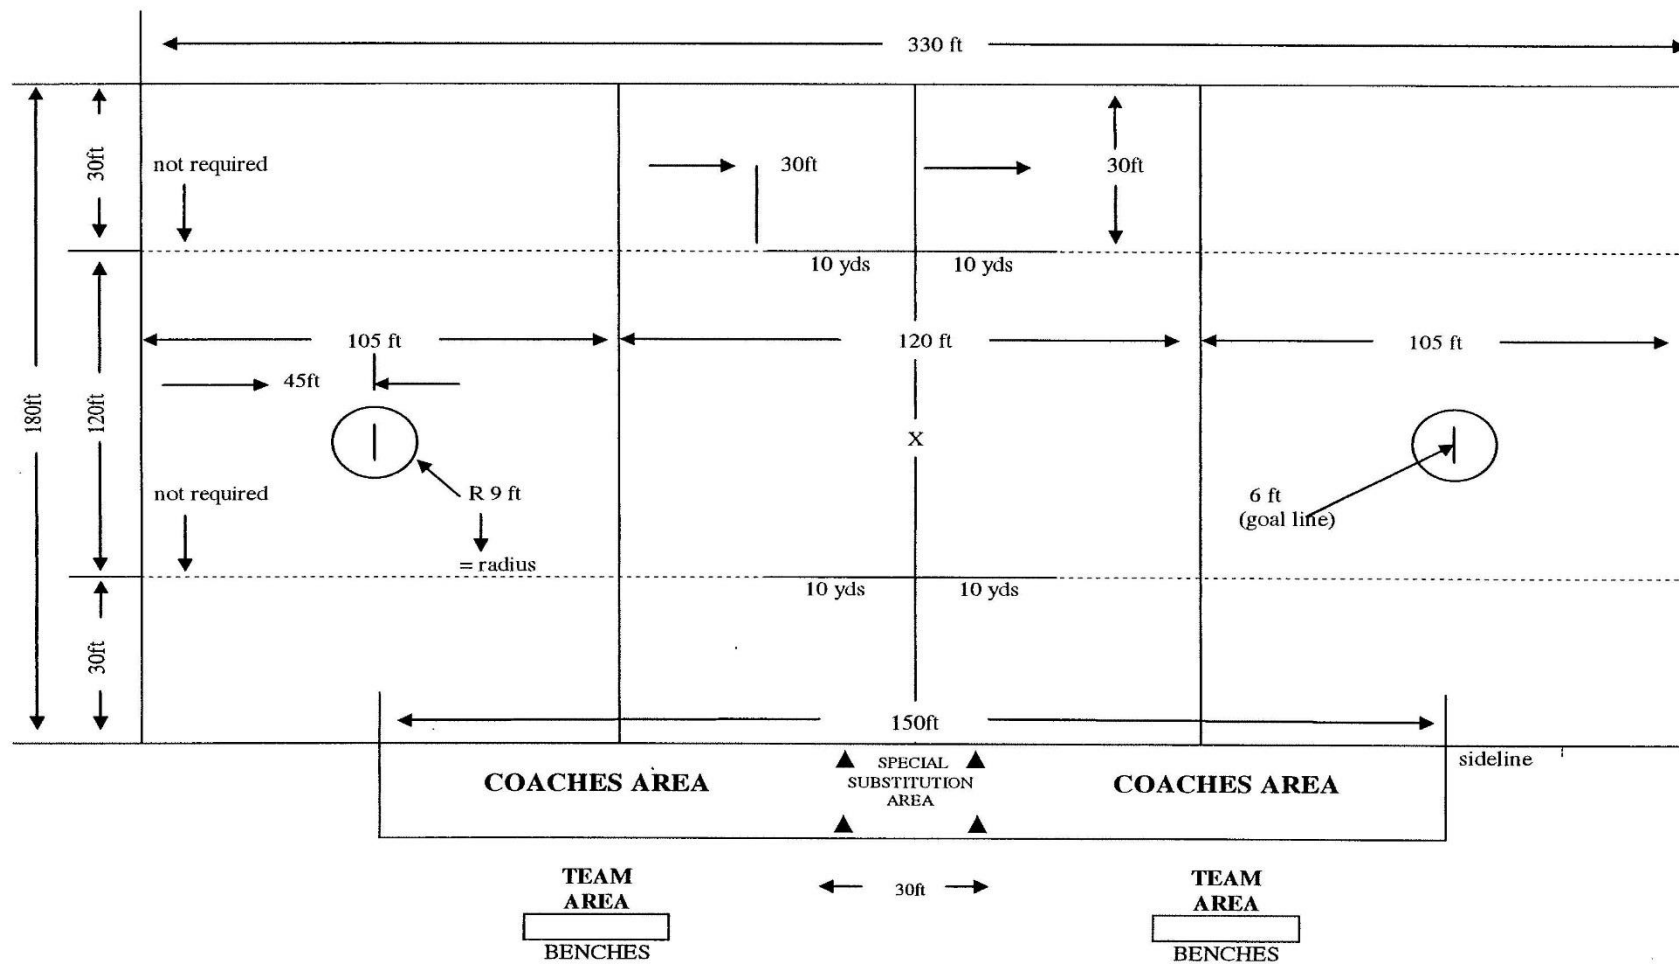 330 ft
30ft
not required
30ft
30ft
10 yds
10 yds
105 ft
120 ft
105 ft
45ft
180ft
120ft
X
not required
R 9 ft
= radius
6 ft
(goal line)
10 yds
10 yds
30ft
150ft
sideline
COACHES AREA
SPECIAL
SUBSTITUTION
AREA
COACHES AREA
TEAM
AREA
BENCHES
30ft
TEAM
AREA
BENCHES